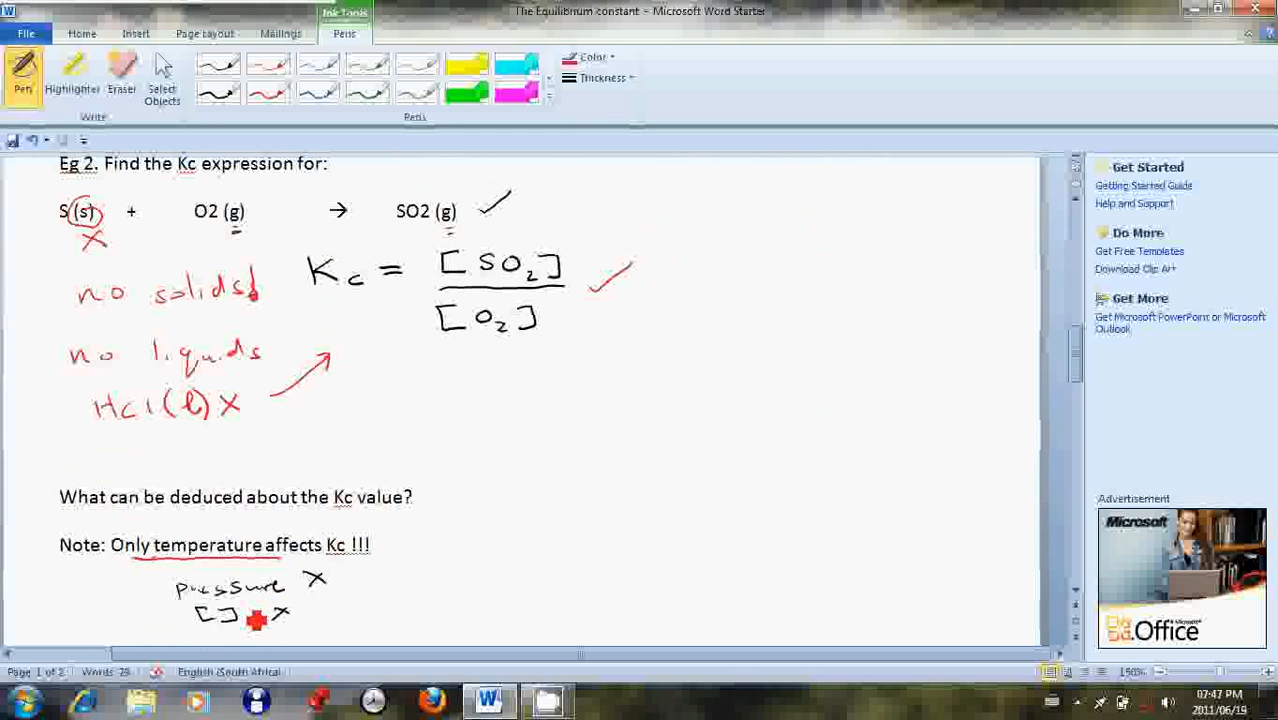 The Equilibrium constant - Microsoft Word Starter
Ink Tools
File Home Insert Page Layout Mailings Pens
Pen Highlighter Eraser Select Objects
Color
Thickness
Write Pens
Eg 2. Find the Kc expression for:
S (s) + O2 (g) → SO2 (g) ✓
X
Kc = [SO2] ✓
[O2]
no solids!
no liquids
HCl (l) X
What can be deduced about the Kc value?
Note: Only temperature affects Kc !!!
pressure X
[ ] X
Get Started
Getting Started Guide
Help and Support
Do More
Get Free Templates
Download Clip Art
Get More
Get Microsoft PowerPoint or Microsoft
Outlook
Advertisement
Microsoft
Office
Page 1 of 2 Words 29 English (South Africa) 190%
07:47 PM
2011/06/19